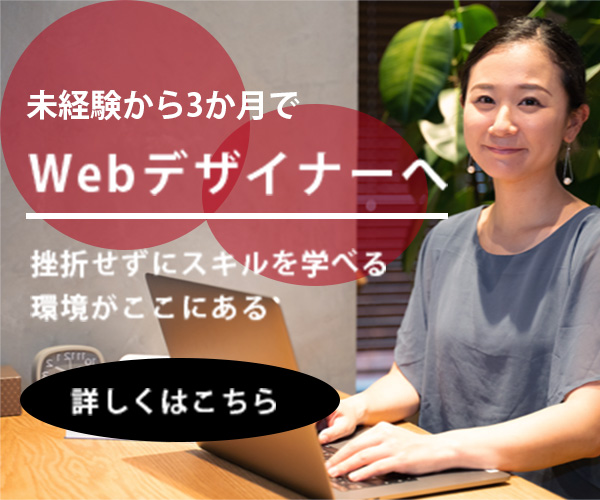 未経験から3か月で
Webデザイナーへ
挫折せずにスキルを学べる
環境がここにある
詳しくはこちら